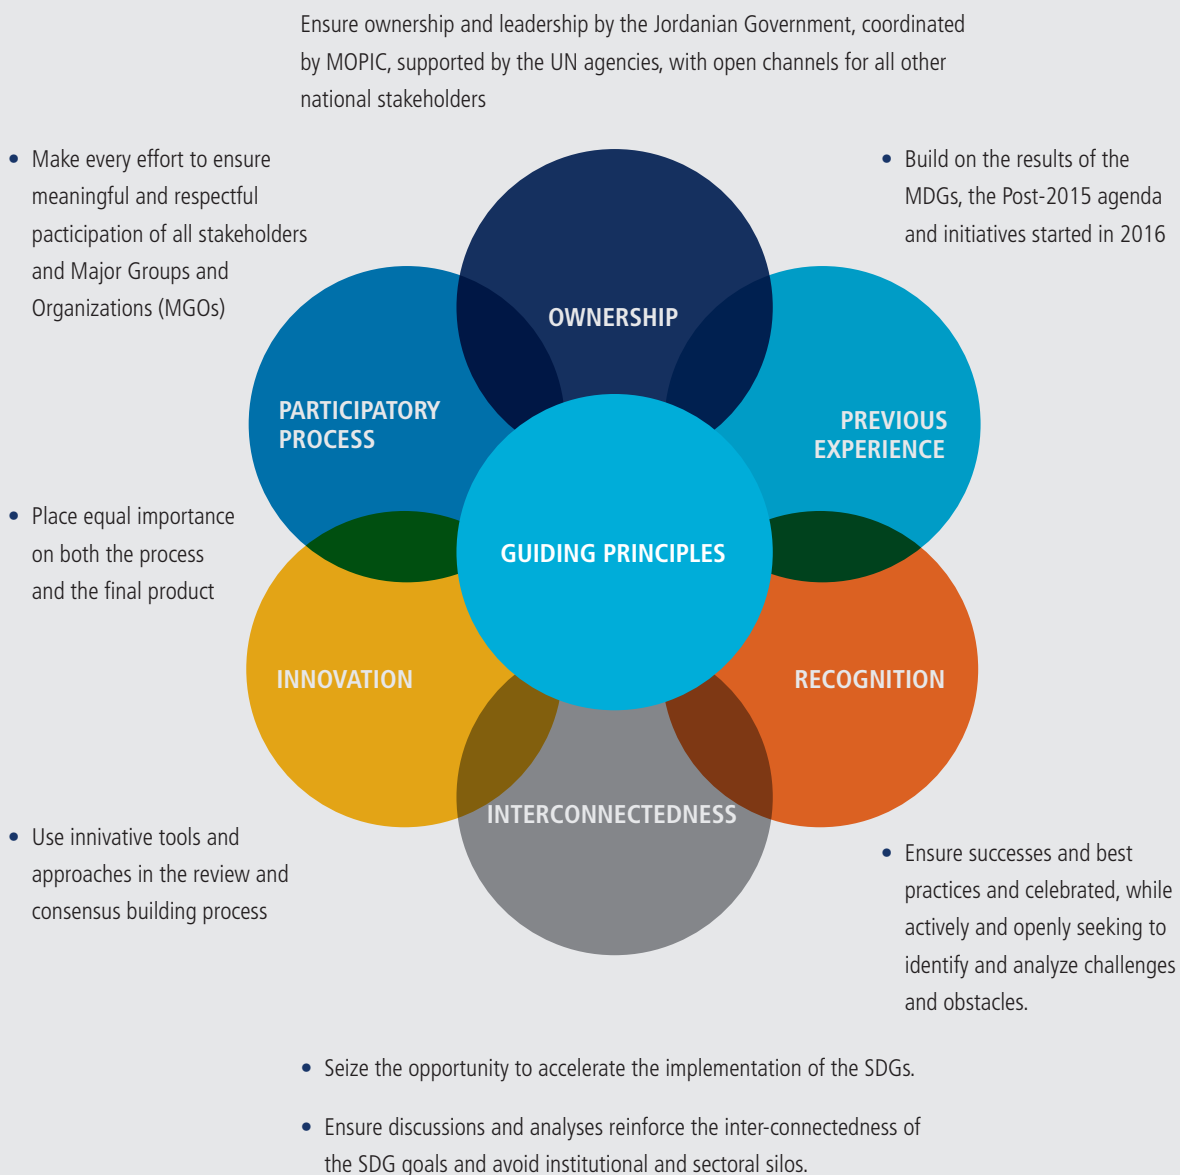 Ensure ownership and leadership by the Jordanian Government, coordinated
by MOPIC, supported by the UN agencies, with open channels for all other
national stakeholders
• Make every effort to ensure
meaningful and respectful
pacticipation of all stakeholders
and Major Groups and
Organizations (MGOs)
• Build on the results of the
MDGs, the Post-2015 agenda
and initiatives started in 2016
OWNERSHIP
PARTICIPATORY
PROCESS
PREVIOUS
EXPERIENCE
• Place equal importance
on both the process
and the final product
GUIDING PRINCIPLES
INNOVATION
RECOGNITION
INTERCONNECTEDNESS
• Use innivative tools and
approaches in the review and
consensus building process
• Ensure successes and best
practices and celebrated, while
actively and openly seeking to
identify and analyze challenges
and obstacles.
• Seize the opportunity to accelerate the implementation of the SDGs.
• Ensure discussions and analyses reinforce the inter-connectedness of
the SDG goals and avoid institutional and sectoral silos.